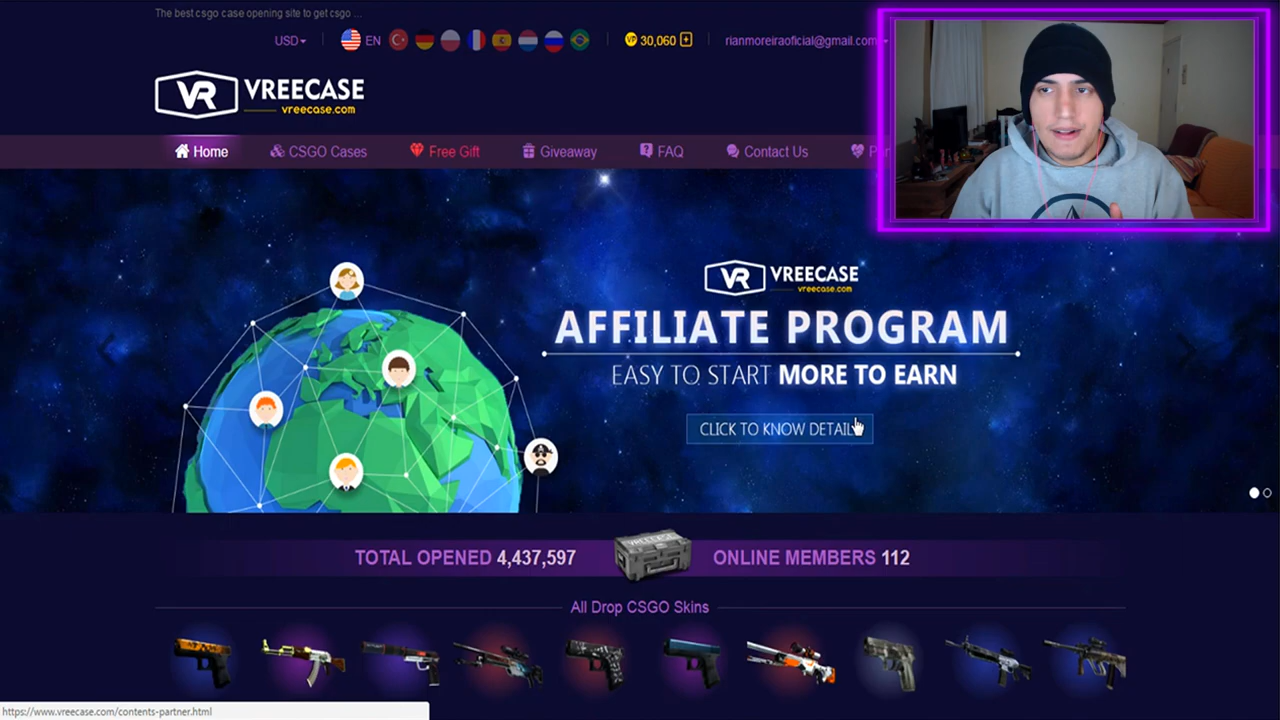 The best csgo case opening site to get csgo ...
USD EN VP 30,060 rianmoreiraoficial@gmail.com
VR VREECASE
vreecase.com
Home CSGO Cases Free Gift Giveaway FAQ Contact Us
VR VREECASE
vreecase.com
AFFILIATE PROGRAM
EASY TO START MORE TO EARN
CLICK TO KNOW DETAIL
TOTAL OPENED 4,437,597 VREECASE ONLINE MEMBERS 112
All Drop CSGO Skins
https://www.vreecase.com/contents-partner.html